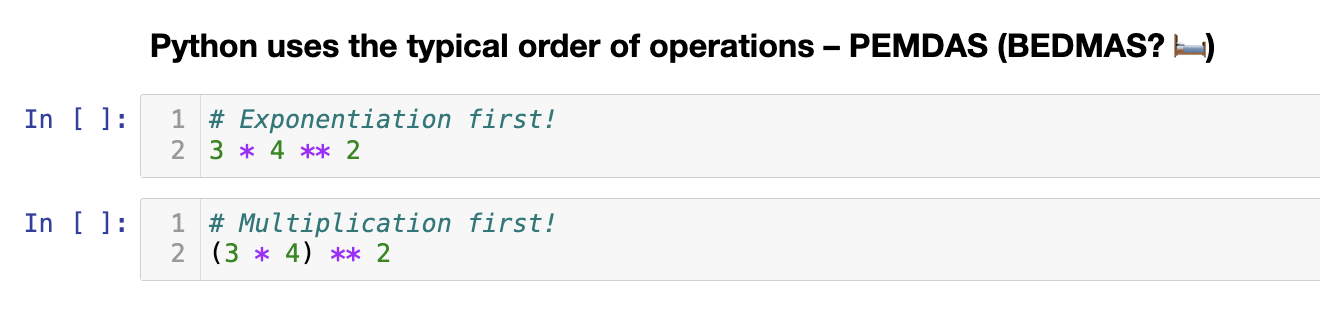 Python uses the typical order of operations – PEMDAS (BEDMAS? 🛏️)
In [ ]:
1 # Exponentiation first!
2 3 * 4 ** 2
In [ ]:
1 # Multiplication first!
2 (3 * 4) ** 2